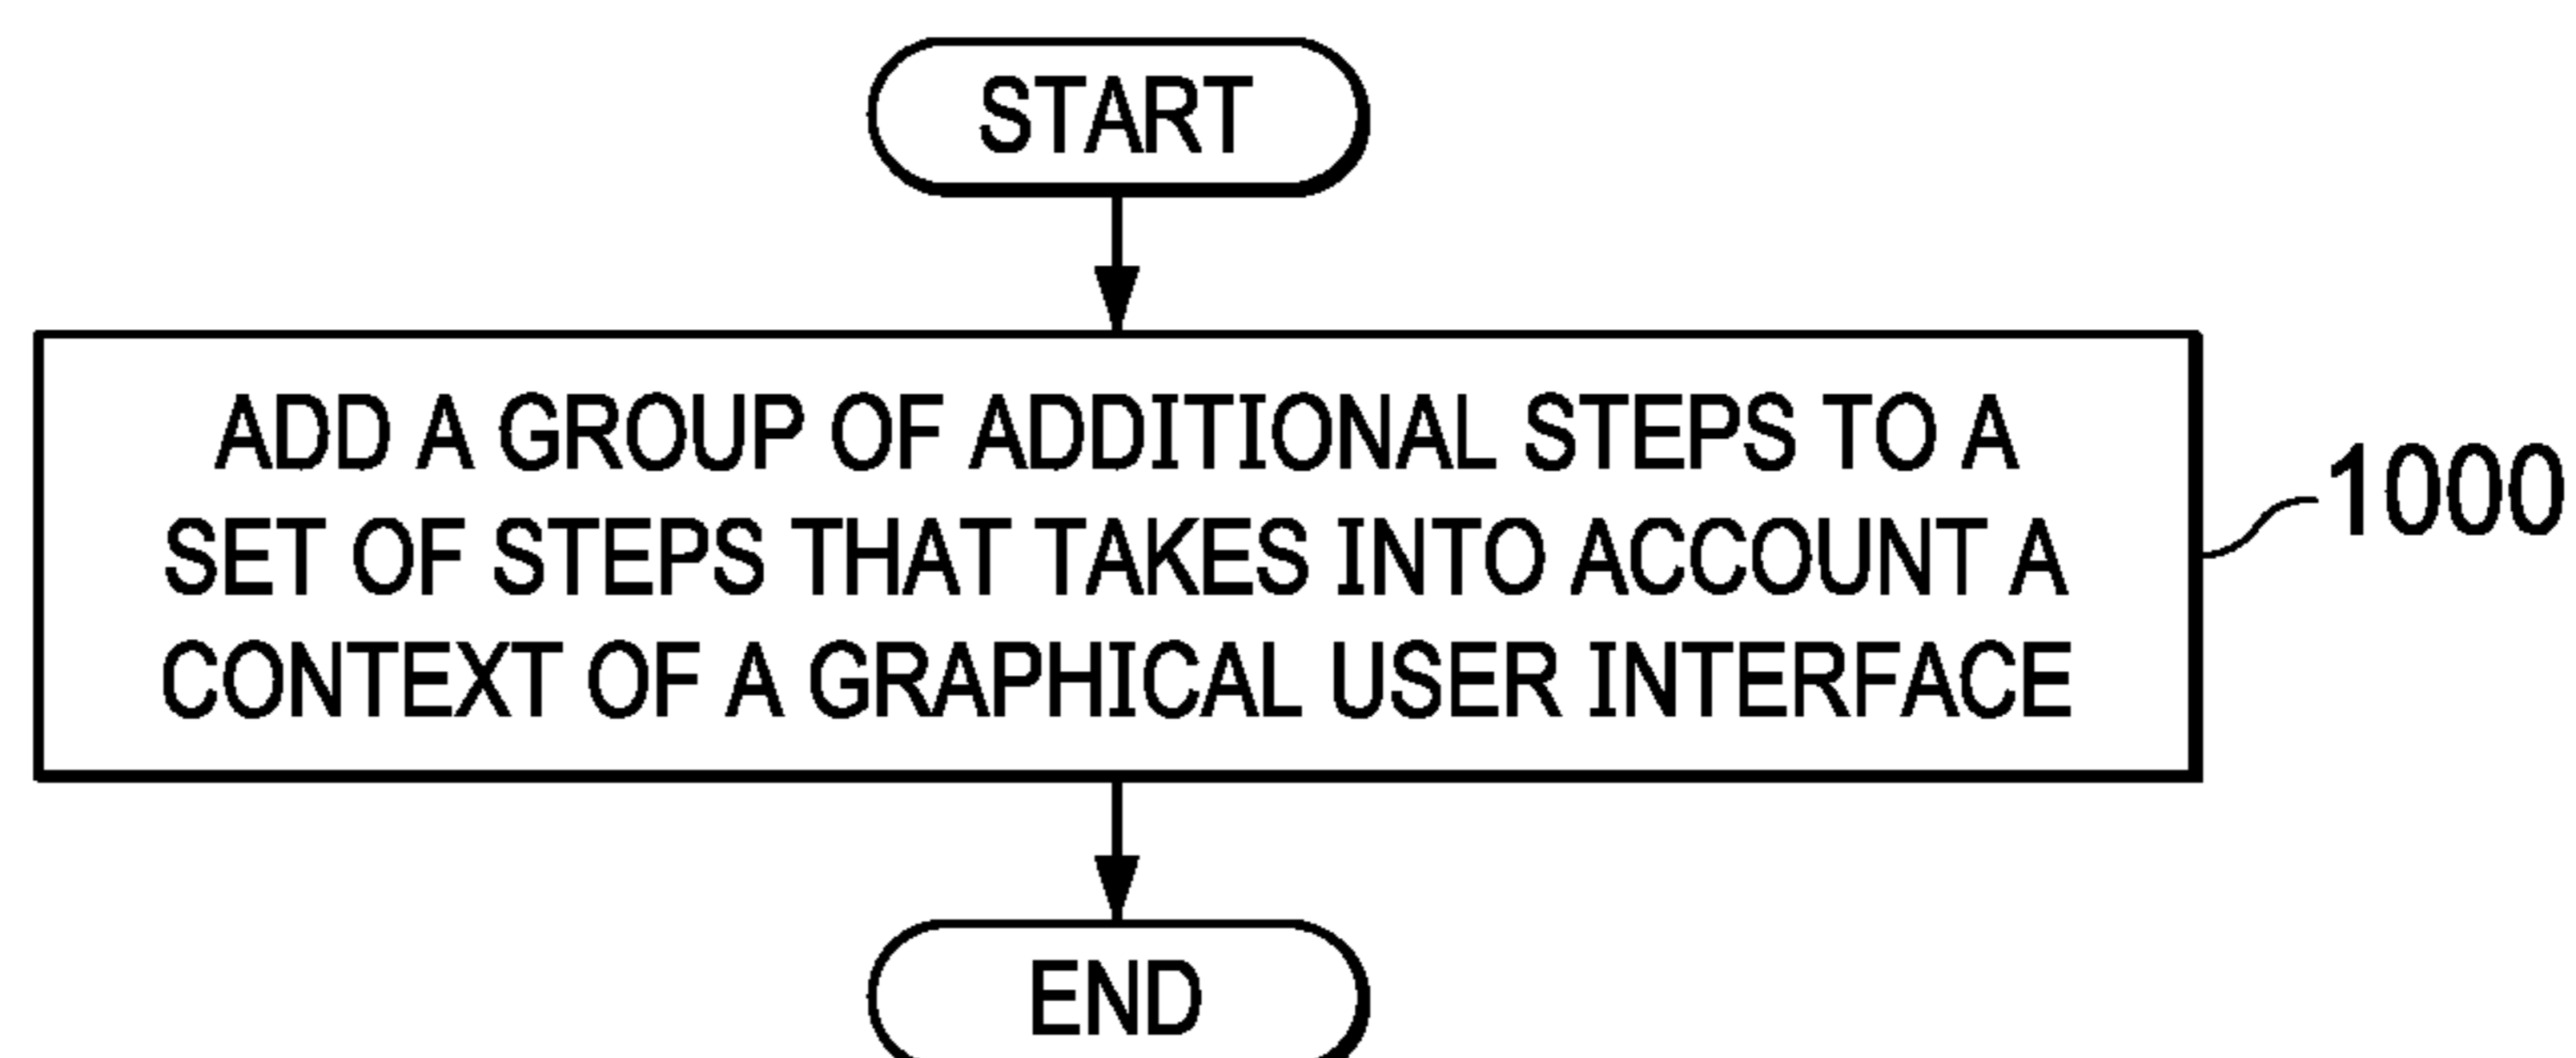 START
ADD A GROUP OF ADDITIONAL STEPS TO A
SET OF STEPS THAT TAKES INTO ACCOUNT A
CONTEXT OF A GRAPHICAL USER INTERFACE
1000
END